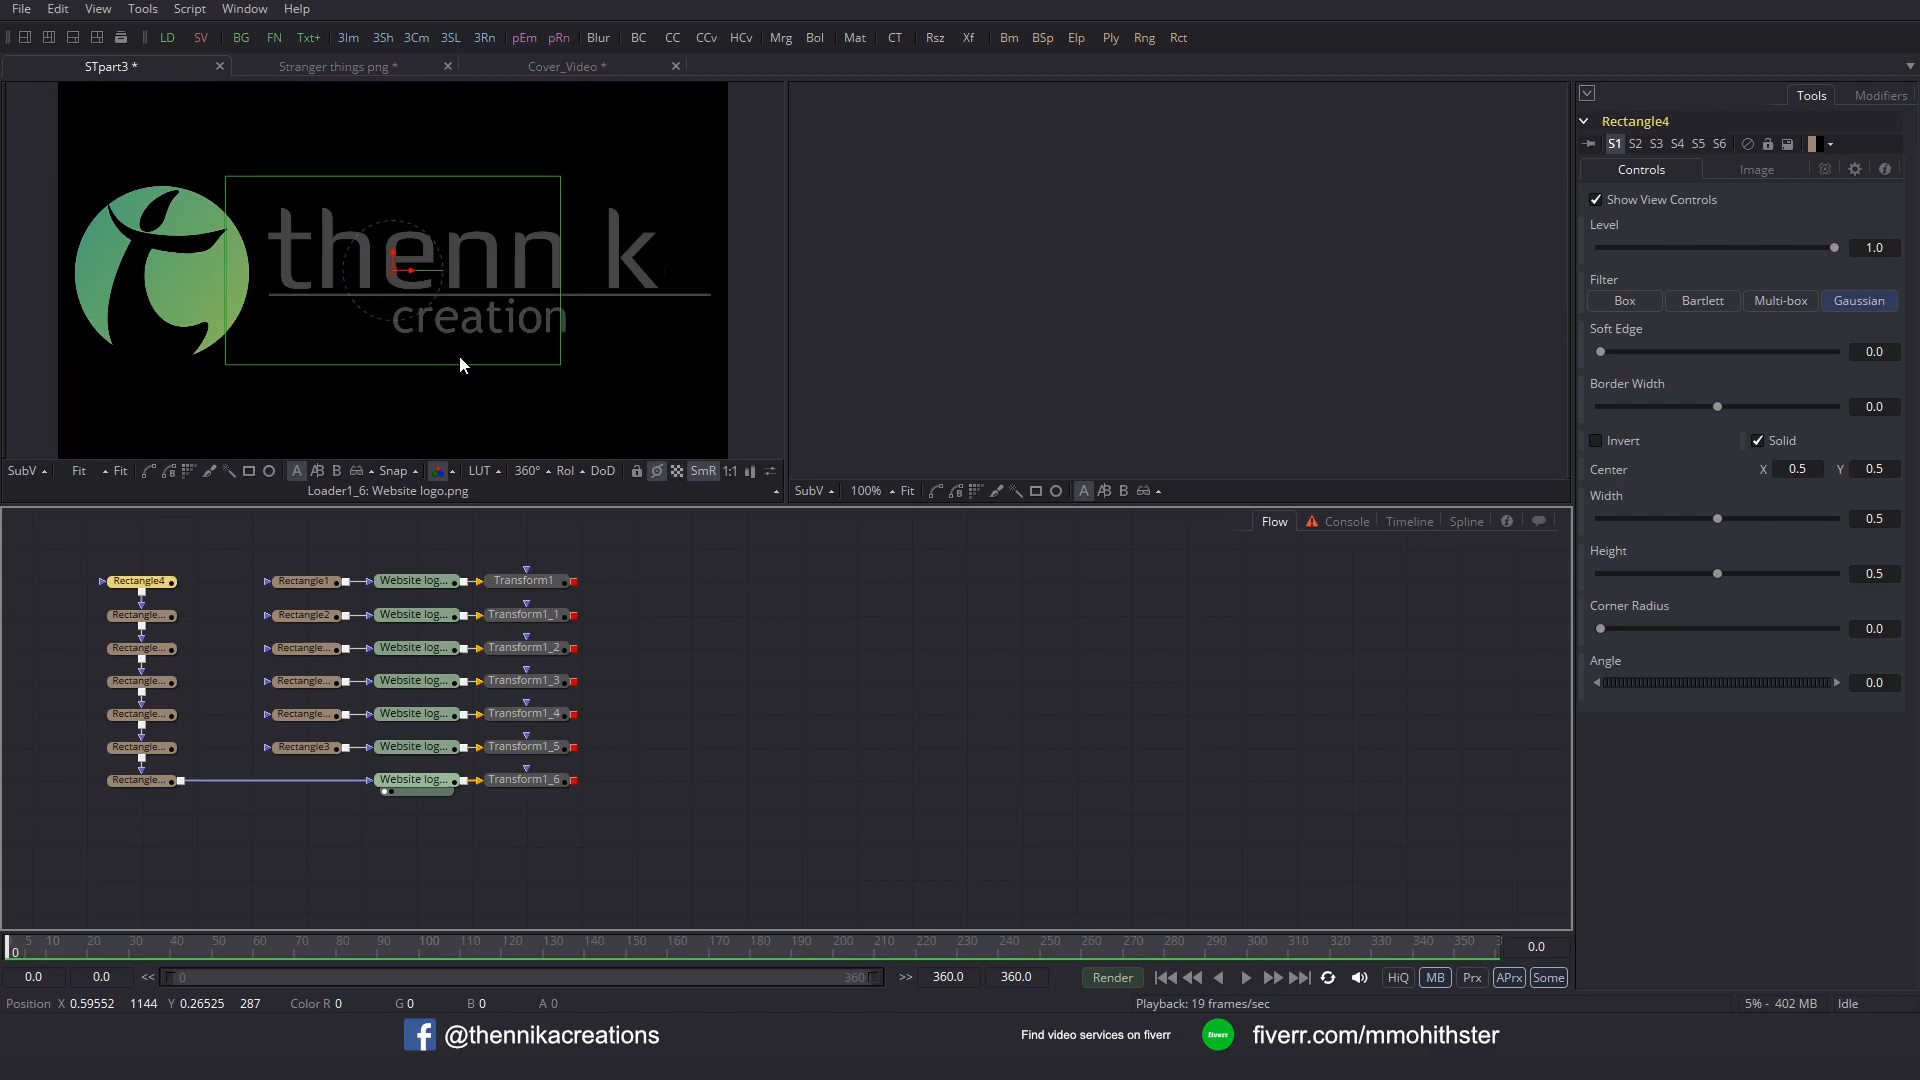 File Edit View Tools Script Window Help
LD SV BG FN Txt+ 3Im 3Sh 3Cm 3SL 3Rn pEm pRn Blur BC CC CCv HCv Mrg Bol Mat CT Rsz Xf Bm BSp Elp Ply Rng Rct
STpart3 * Stranger things png * Cover_Video *
Tools Modifiers
Rectangle4
S1 S2 S3 S4 S5 S6
Controls Image
Show View Controls
Level
1.0
Filter
Box Bartlett Multi-box Gaussian
Soft Edge
0.0
Border Width
0.0
Invert Solid
Center X 0.5 Y 0.5
Width
0.5
Height
0.5
Corner Radius
0.0
Angle
0.0
thenn k
creation
SubV Fit Fit A B Snap LUT 360° RoI DoD SmR 1:1
Loader1_6: Website logo.png
SubV 100% Fit A B
Flow Console Timeline Spline
Rectangle4 Rectangle1 Website log... Transform1
Rectangle... Rectangle2 Website log... Transform1_1
Rectangle... Rectangle... Website log... Transform1_2
Rectangle... Rectangle... Website log... Transform1_3
Rectangle... Rectangle... Website log... Transform1_4
Rectangle... Rectangle3 Website log... Transform1_5
Rectangle... Website log... Transform1_6
0 5 10 20 30 40 50 60 70 80 90 100 110 120 130 140 150 160 170 180 190 200 210 220 230 240 250 260 270 280 290 300 310 320 330 340 350 0.0
0.0 0.0 << 0 360 >> 360.0 360.0 Render HiQ MB Prx APrx Some
Position X 0.59552 1144 Y 0.26525 287 Color R 0 G 0 B 0 A 0 Playback: 19 frames/sec 5% - 402 MB Idle
@thennikacreations Find video services on fiverr fiverr fiverr.com/mmohithster